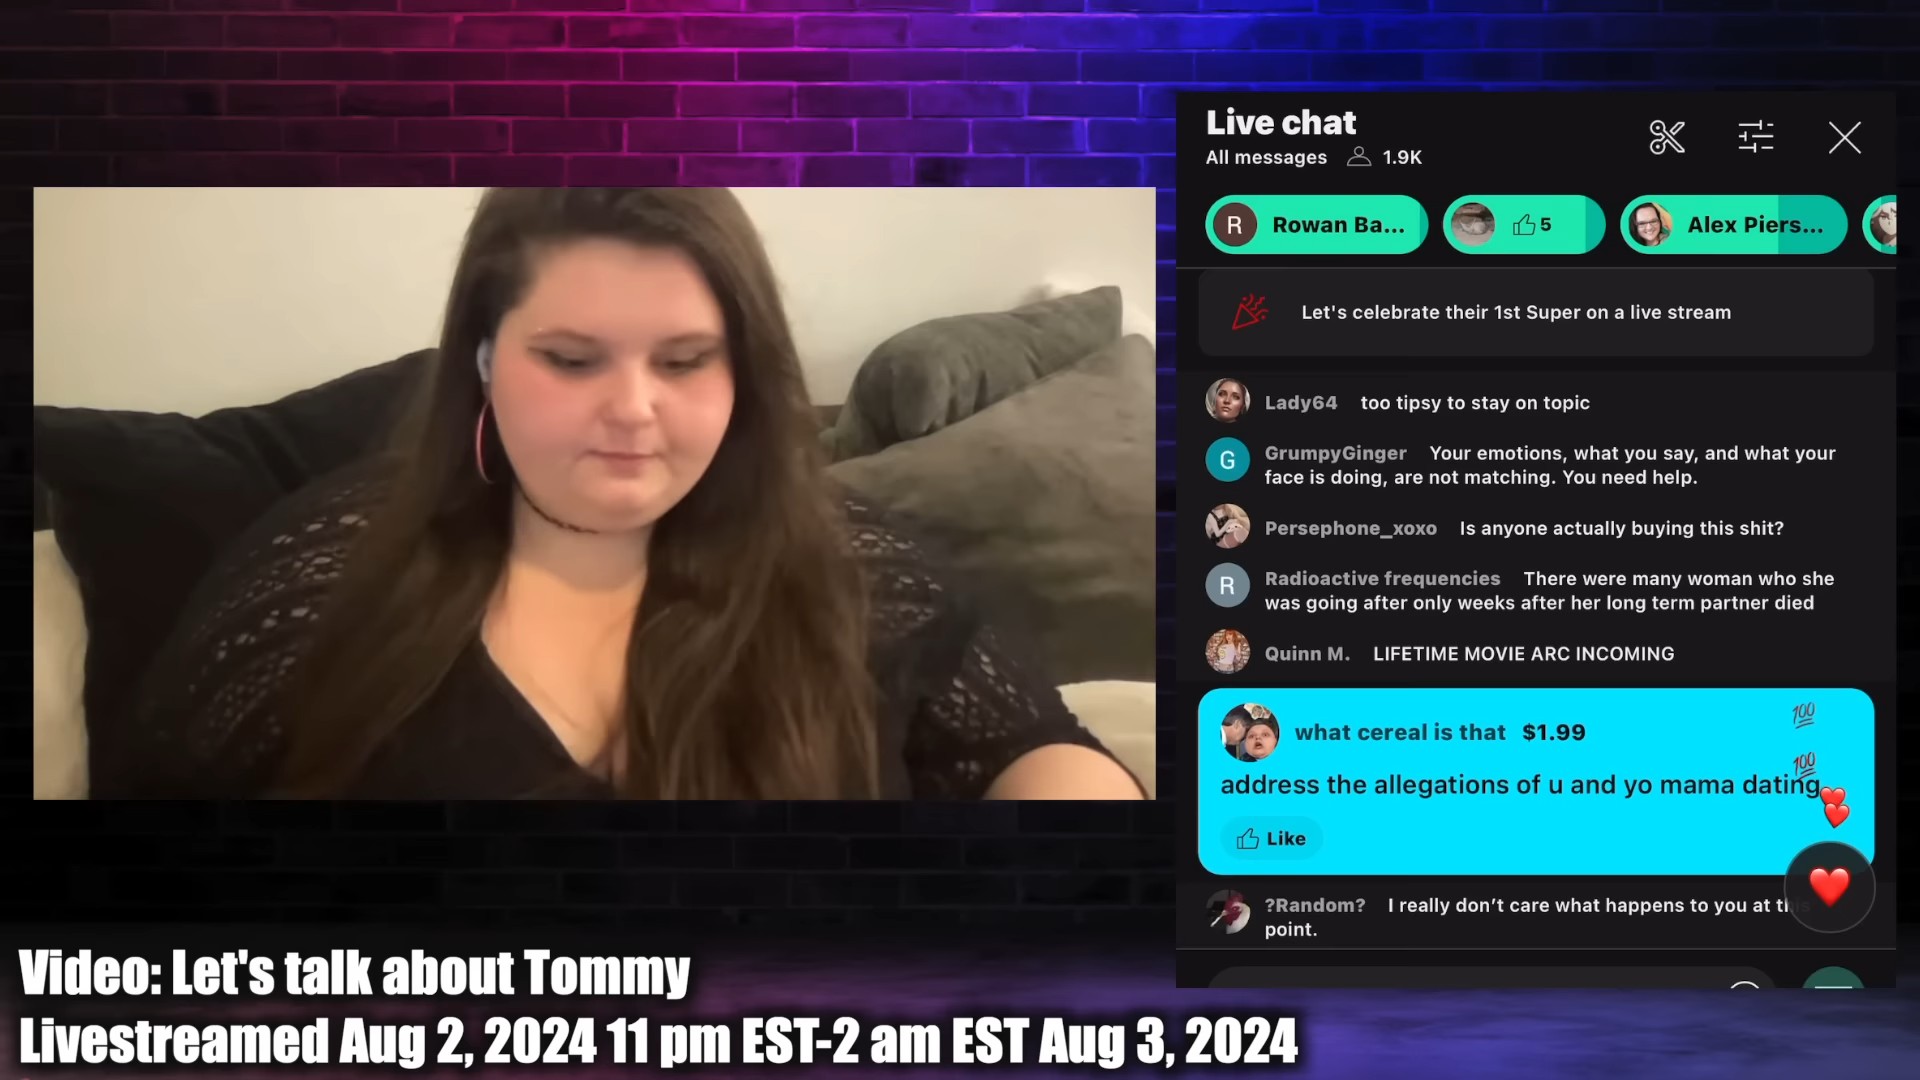 Live chat
All messages 1.9K
R Rowan Ba...
5
Alex Piers...
Let's celebrate their 1st Super on a live stream
Lady64 too tipsy to stay on topic
G GrumpyGinger Your emotions, what you say, and what your
face is doing, are not matching. You need help.
Persephone_xoxo Is anyone actually buying this shit?
R Radioactive frequencies There were many woman who she
was going after only weeks after her long term partner died
Quinn M. LIFETIME MOVIE ARC INCOMING
what cereal is that $1.99
address the allegations of u and yo mama dating
Like
?Random? I really don’t care what happens to you at this
point.
Video: Let's talk about Tommy
Livestreamed Aug 2, 2024 11 pm EST-2 am EST Aug 3, 2024